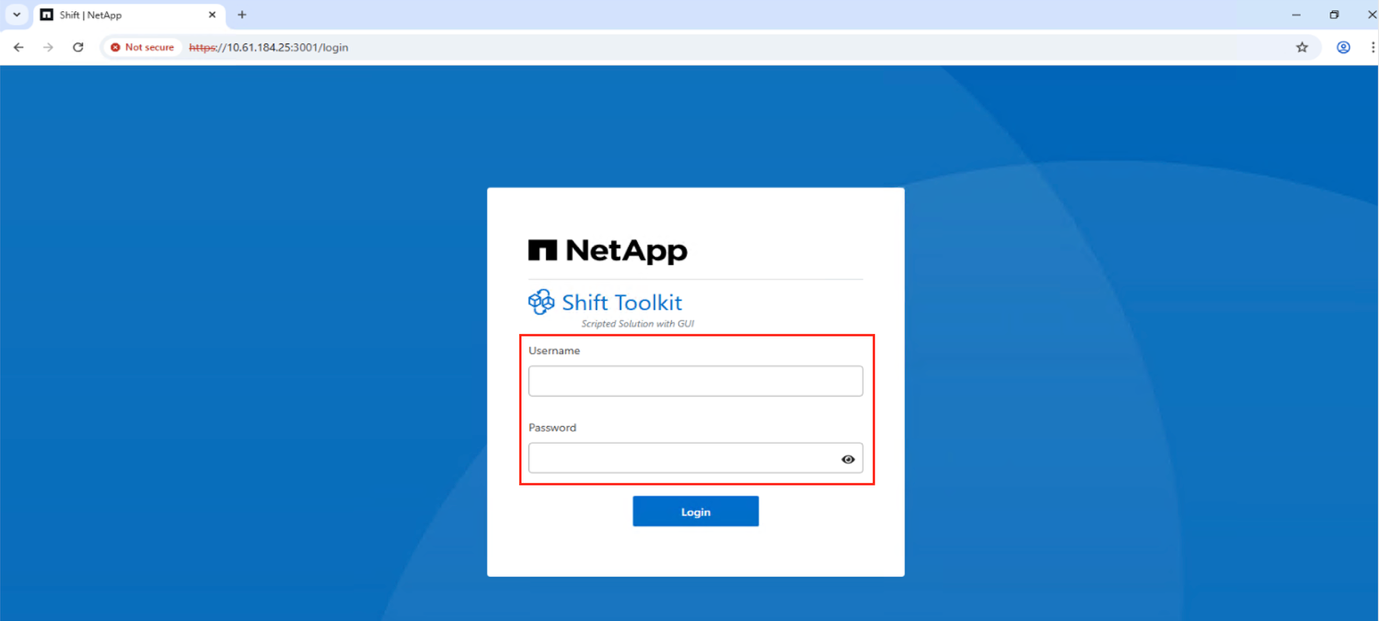 Shift | NetApp
Not secure https://10.61.184.25:3001/login
NetApp
Shift Toolkit
Scripted Solution with GUI
Username
Password
Login